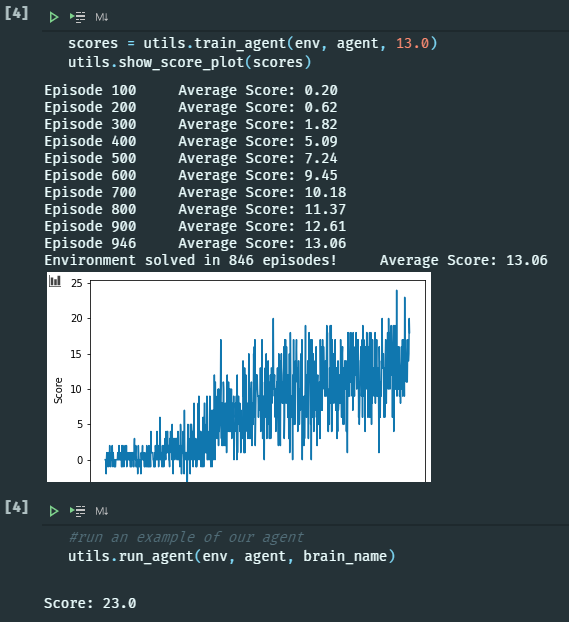 [4]
M↓
scores = utils.train_agent(env, agent, 13.0)
utils.show_score_plot(scores)
Episode 100 Average Score: 0.20
Episode 200 Average Score: 0.62
Episode 300 Average Score: 1.82
Episode 400 Average Score: 5.09
Episode 500 Average Score: 7.24
Episode 600 Average Score: 9.45
Episode 700 Average Score: 10.18
Episode 800 Average Score: 11.37
Episode 900 Average Score: 12.61
Episode 946 Average Score: 13.06
Environment solved in 846 episodes! Average Score: 13.06
25
20
15
10
5
0
Score
[4]
M↓
#run an example of our agent
utils.run_agent(env, agent, brain_name)
Score: 23.0